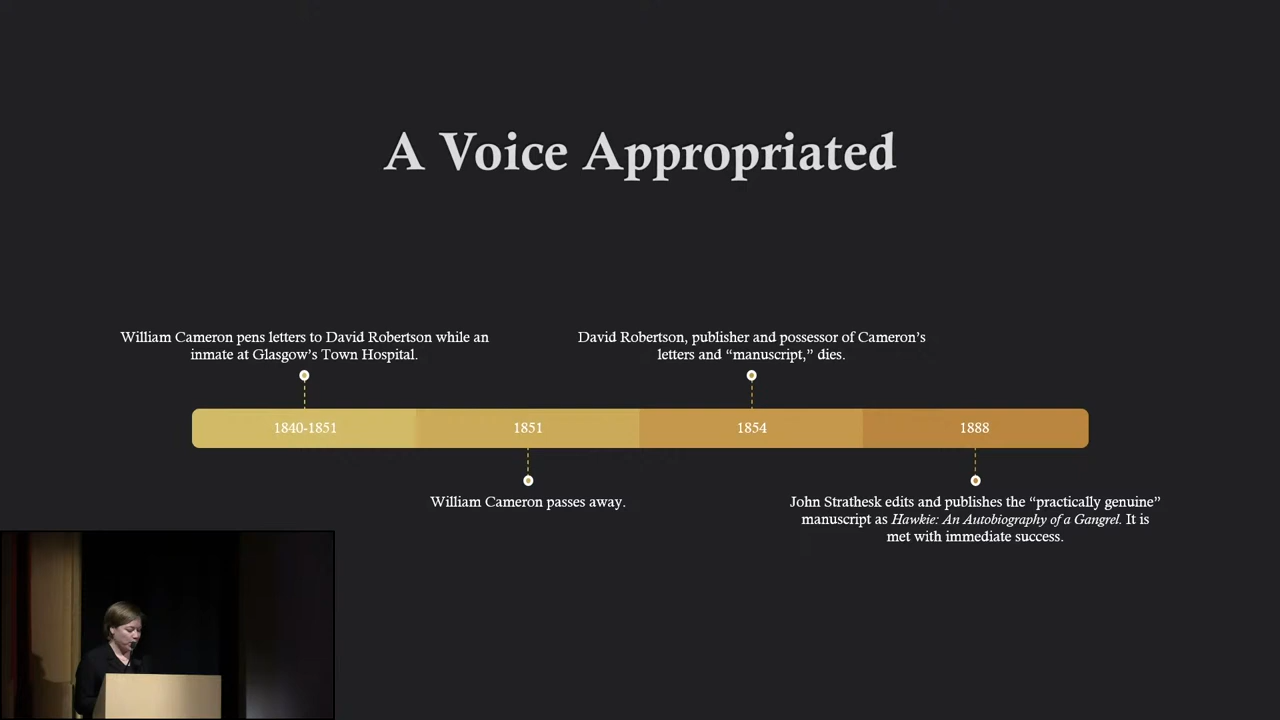 A Voice Appropriated
William Cameron pens letters to David Robertson while an
inmate at Glasgow's Town Hospital.
David Robertson, publisher and possessor of Cameron's
letters and “manuscript,” dies.
1840-1851
1851
1854
1888
William Cameron passes away.
John Strathesk edits and publishes the “practically genuine”
manuscript as Hawkie: An Autobiography of a Gangrel. It is
met with immediate success.